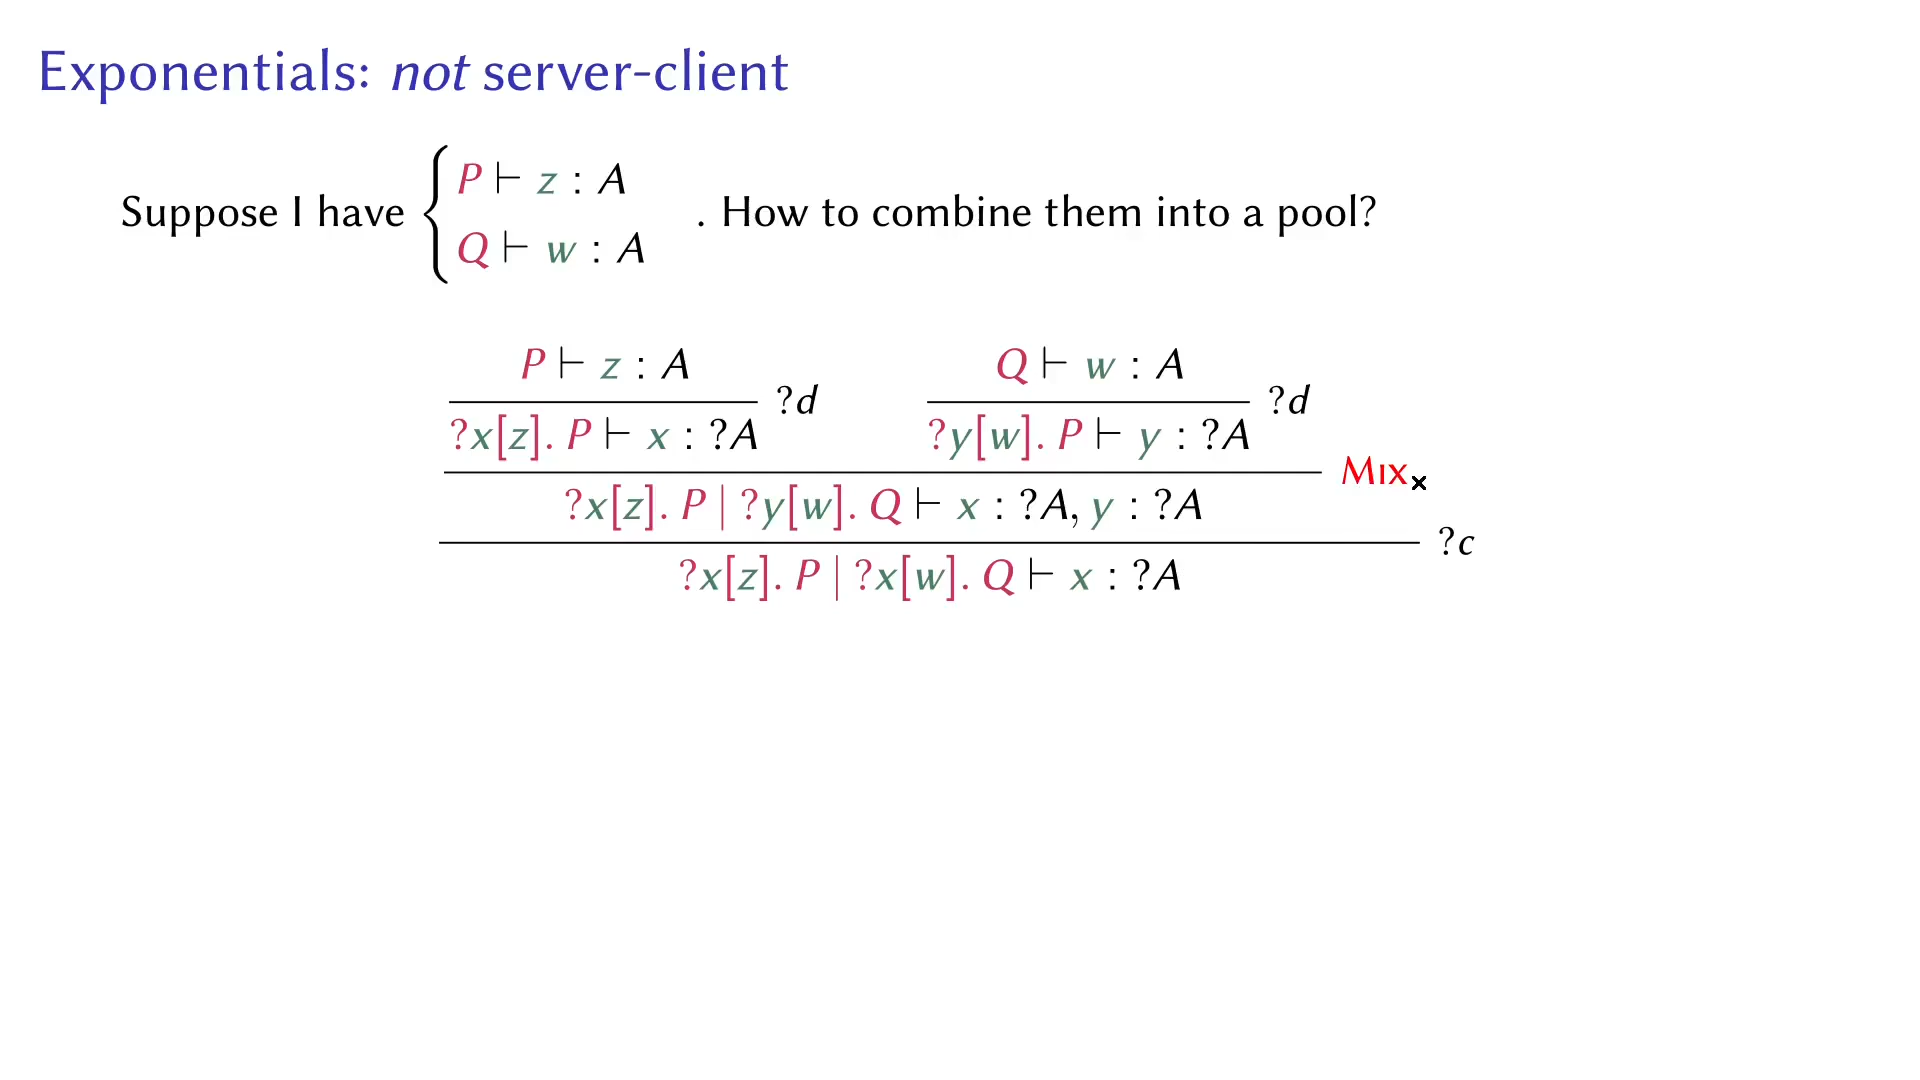 Exponentials: not server-client
Suppose I have { P ⊢ z : A
Q ⊢ w : A . How to combine them into a pool?
P ⊢ z : A Q ⊢ w : A
?x[z]. P ⊢ x : ?A ?d ?y[w]. P ⊢ y : ?A ?d
?x[z]. P | ?y[w]. Q ⊢ x : ?A, y : ?A Mix×
?x[z]. P | ?x[w]. Q ⊢ x : ?A ?c